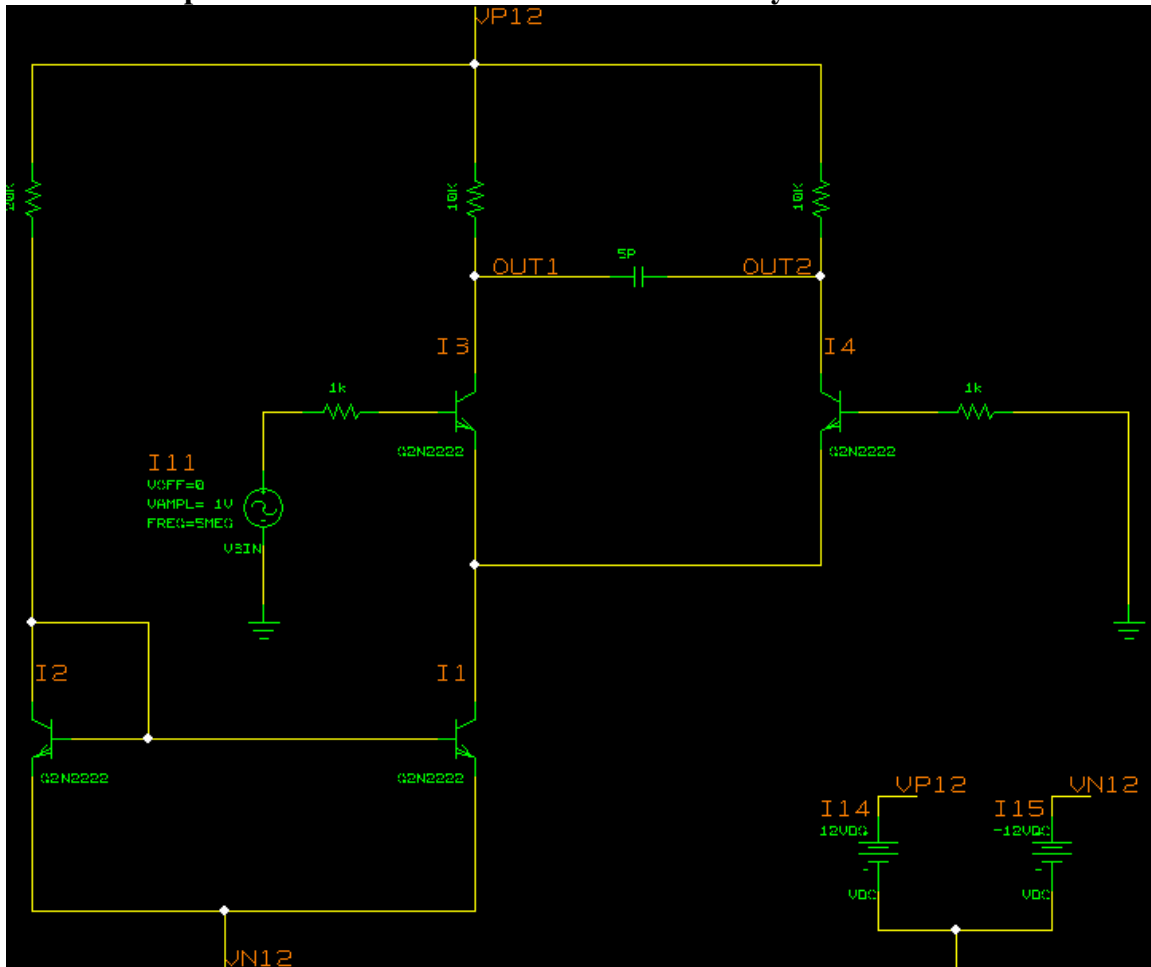 VP12
20K
10K
10K
5P
OUT1
OUT2
I3
I4
1k
1k
Q2N2222
Q2N2222
I11
VOFF=0
VAMPL= 1V
FREQ=5MEG
VSIN
I2
I1
Q2N2222
Q2N2222
VP12
VN12
I14
12VDC
I15
-12VDC
-
-
VDC
VDC
VN12